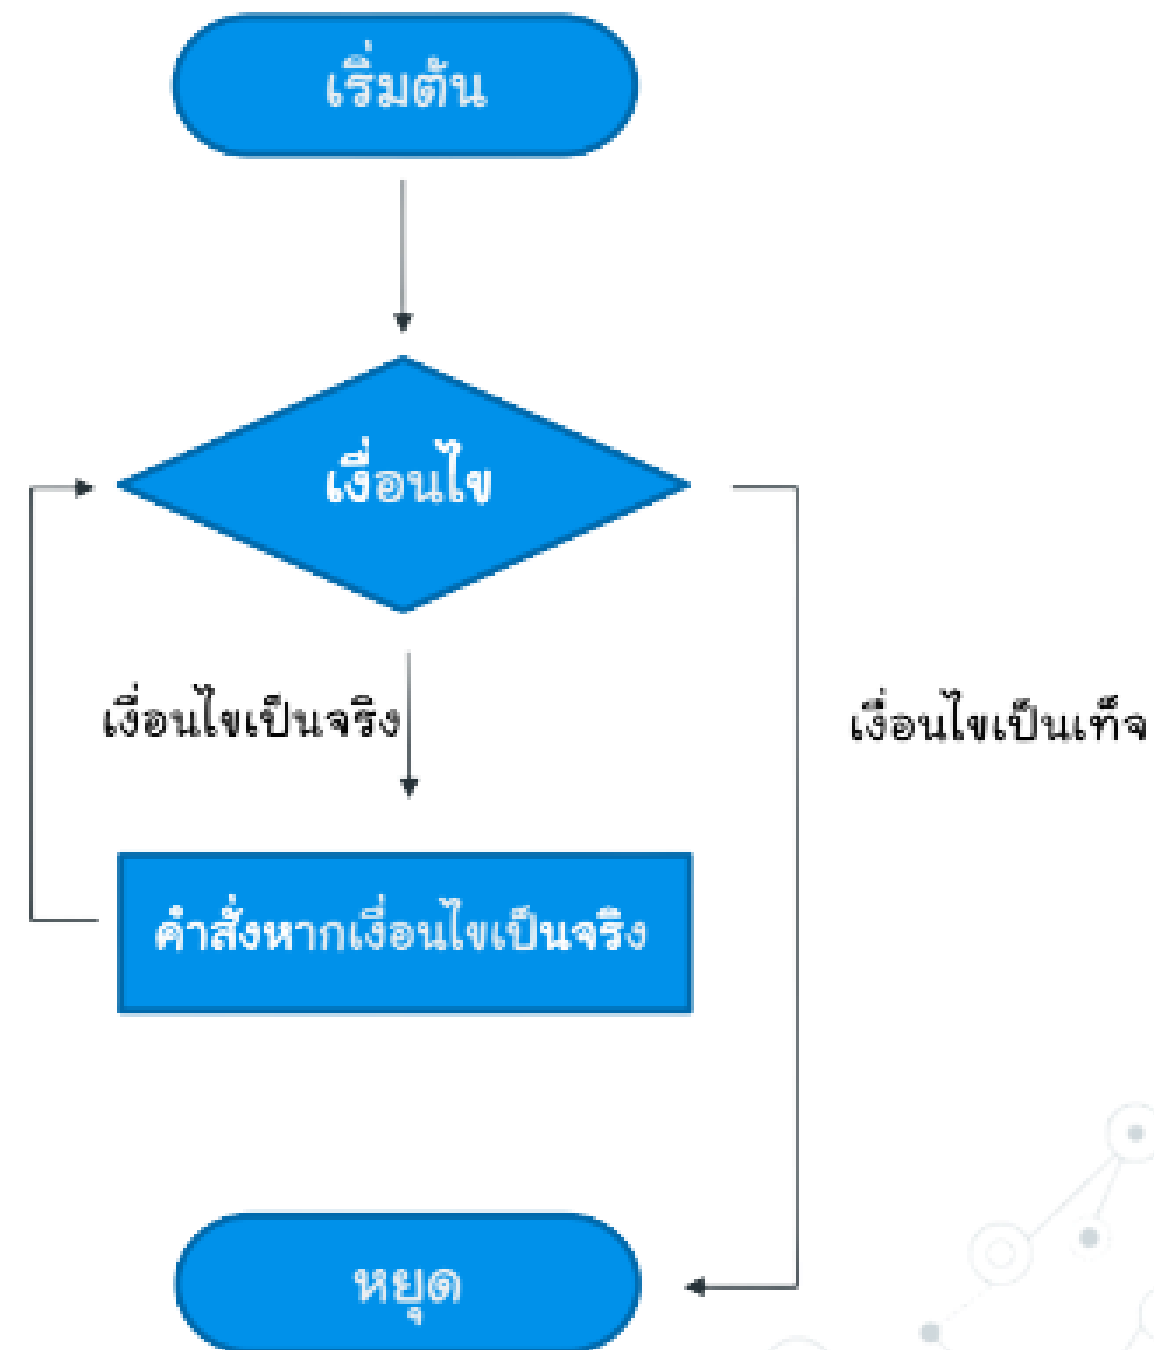 เริ่มต้น
เงื่อนไข
เงื่อนไขเป็นจริง
เงื่อนไขเป็นเท็จ
คำสั่งหากเงื่อนไขเป็นจริง
หยุด